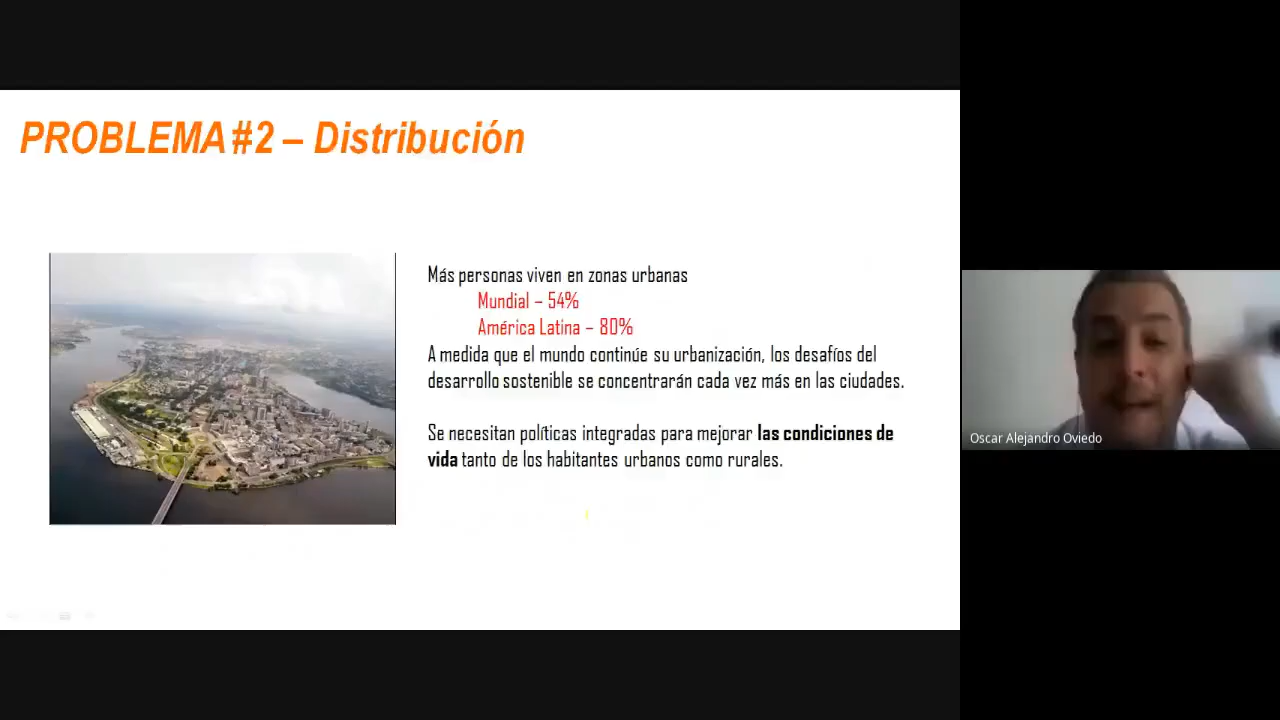 PROBLEMA #2 – Distribución
Más personas viven en zonas urbanas
Mundial – 54%
América Latina – 80%
A medida que el mundo continúe su urbanización, los desafíos del
desarrollo sostenible se concentrarán cada vez más en las ciudades.
Se necesitan políticas integradas para mejorar las condiciones de
vida tanto de los habitantes urbanos como rurales.
Oscar Alejandro Oviedo